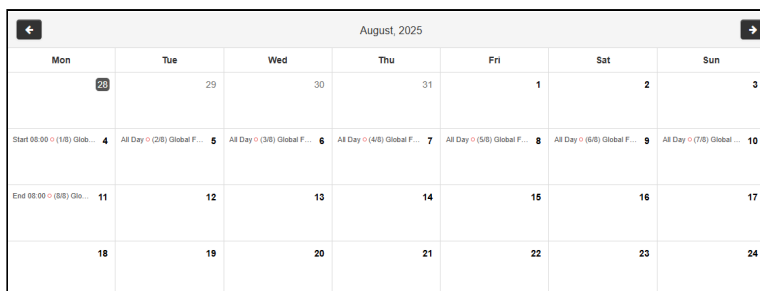 August, 2025
Mon Tue Wed Thu Fri Sat Sun
28 29 30 31 1 2 3
Start 08:00 (1/8) Glob... 4 All Day (2/8) Global F... 5 All Day (3/8) Global F... 6 All Day (4/8) Global F... 7 All Day (5/8) Global F... 8 All Day (6/8) Global F... 9 All Day (7/8) Global ... 10
End 08:00 (8/8) Glo... 11 12 13 14 15 16 17
18 19 20 21 22 23 24